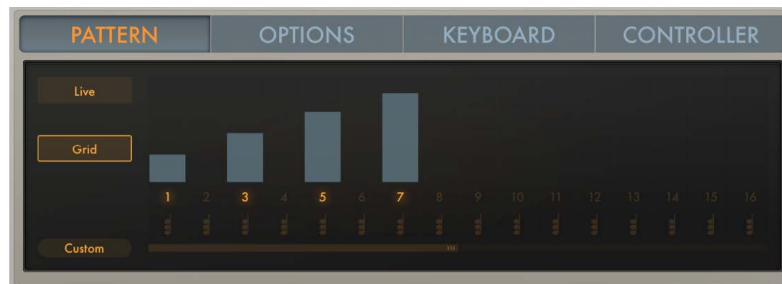 PATTERN OPTIONS KEYBOARD CONTROLLER
Live
Grid
1 2 3 4 5 6 7 8 9 10 11 12 13 14 15 16
Custom